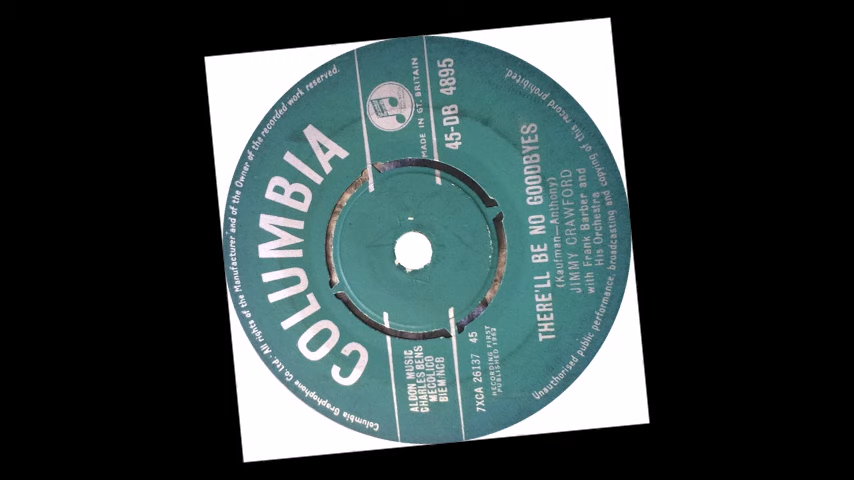 Columbia Graphophone Co. Ltd. · All rights of the Manufacturer and of the Owner of the recorded work reserved.
COLUMBIA
MADE IN GT. BRITAIN
45-DB 4895
ALDON MUSIC
CHARLES BENS
MECOLICO
BIEM/NCB
7XCA 26137 45
RECORDING FIRST
PUBLISHED 1962
THERE'LL BE NO GOODBYES
(Kaufman—Anthony)
JIMMY CRAWFORD
with Frank Barber and
His Orchestra
Unauthorised public performance, broadcasting and copying of this record prohibited.